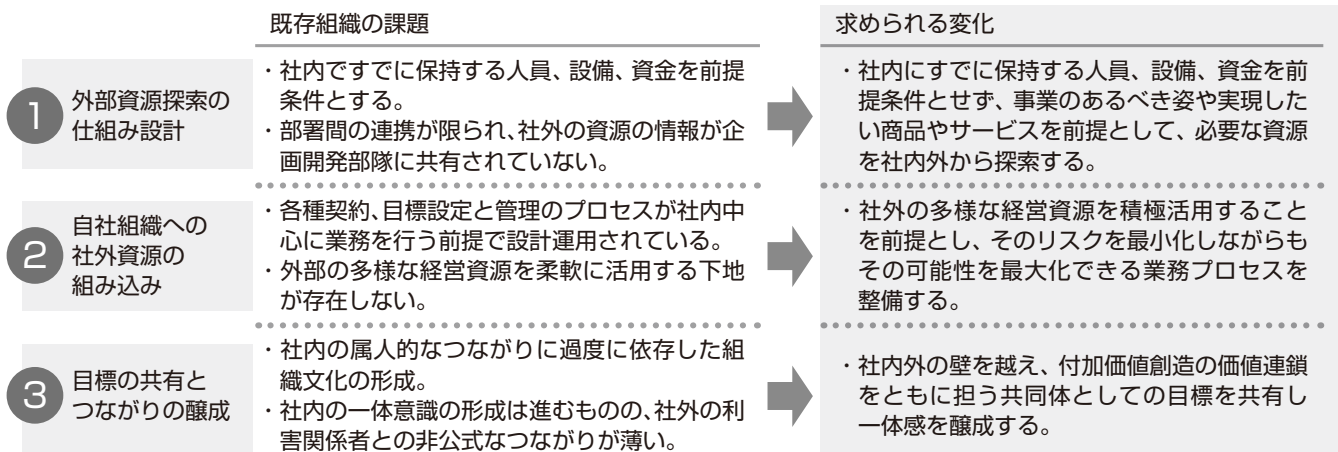 既存組織の課題
求められる変化
1
外部資源探索の
仕組み設計
・社内ですでに保持する人員、設備、資金を前提
条件とする。
・部署間の連携が限られ、社外の資源の情報が企
画開発部隊に共有されていない。
・社内にすでに保持する人員、設備、資金を前
提条件とせず、事業のあるべき姿や実現した
い商品やサービスを前提として、必要な資源
を社内外から探索する。
2
自社組織への
社外資源の
組み込み
・各種契約、目標設定と管理のプロセスが社内中
心に業務を行う前提で設計運用されている。
・外部の多様な経営資源を柔軟に活用する下地
が存在しない。
・社外の多様な経営資源を積極活用すること
を前提とし、そのリスクを最小化しながらも
その可能性を最大化できる業務プロセスを
整備する。
3
目標の共有と
つながりの醸成
・社内の属人的なつながりに過度に依存した組
織文化の形成。
・社内の一体意識の形成は進むものの、社外の利
害関係者との非公式なつながりが薄い。
・社内外の壁を越え、付加価値創造の価値連鎖
をともに担う共同体としての目標を共有し
一体感を醸成する。